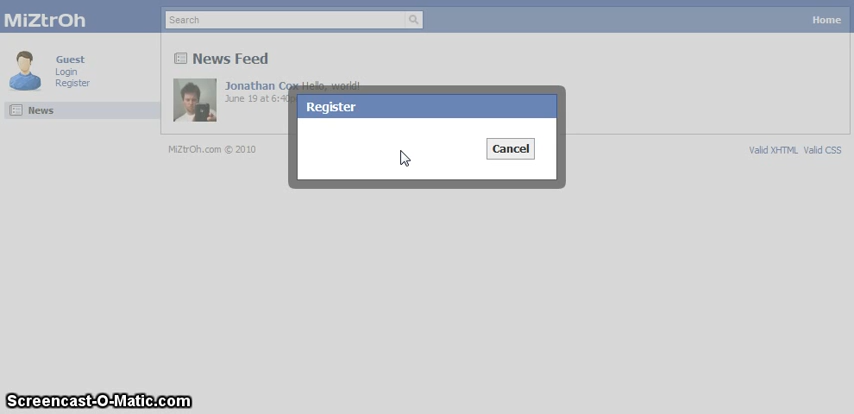 MiZtrOh
Search
Home
Guest
Login
Register
News
News Feed
Jonathan Cox Hello, world!
June 19 at 6:40
Register
Cancel
MiZtrOh.com © 2010
Valid XHTML Valid CSS
Screencast-O-Matic.com